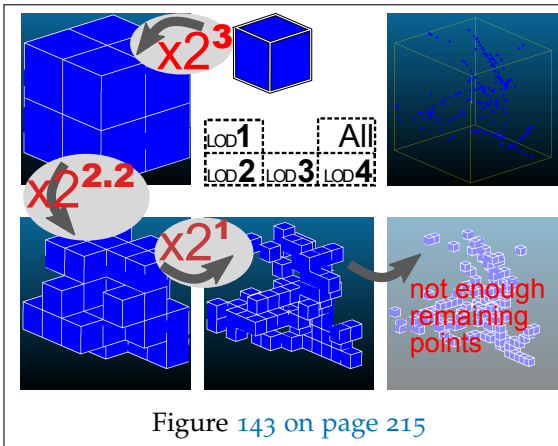 x2³
LOD1 All
LOD2 LOD3 LOD4
x2²·²
x2¹
not enough
remaining
points
Figure 143 on page 215